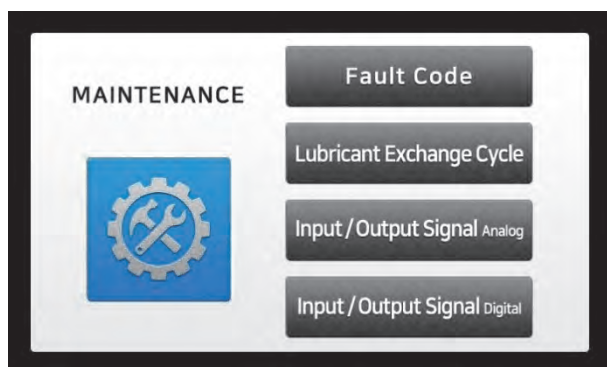 MAINTENANCE
Fault Code
Lubricant Exchange Cycle
Input / Output Signal Analog
Input / Output Signal Digital